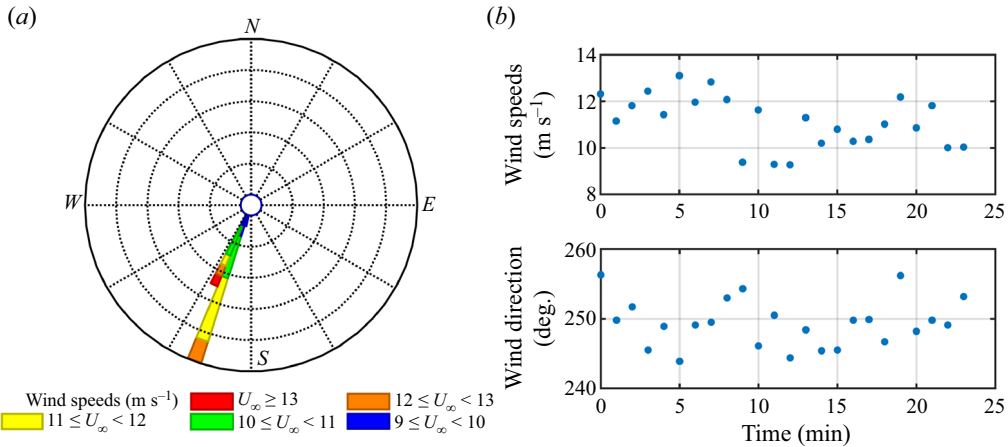 (a)
N
W
E
S
Wind speeds (m s⁻¹)
U∞ ≥ 13
12 ≤ U∞ < 13
11 ≤ U∞ < 12
10 ≤ U∞ < 11
9 ≤ U∞ < 10
(b)
14
12
10
8
Wind speeds
(m s⁻¹)
0 5 10 15 20 25
260
250
240
Wind direction
(deg.)
0 5 10 15 20 25
Time (min)